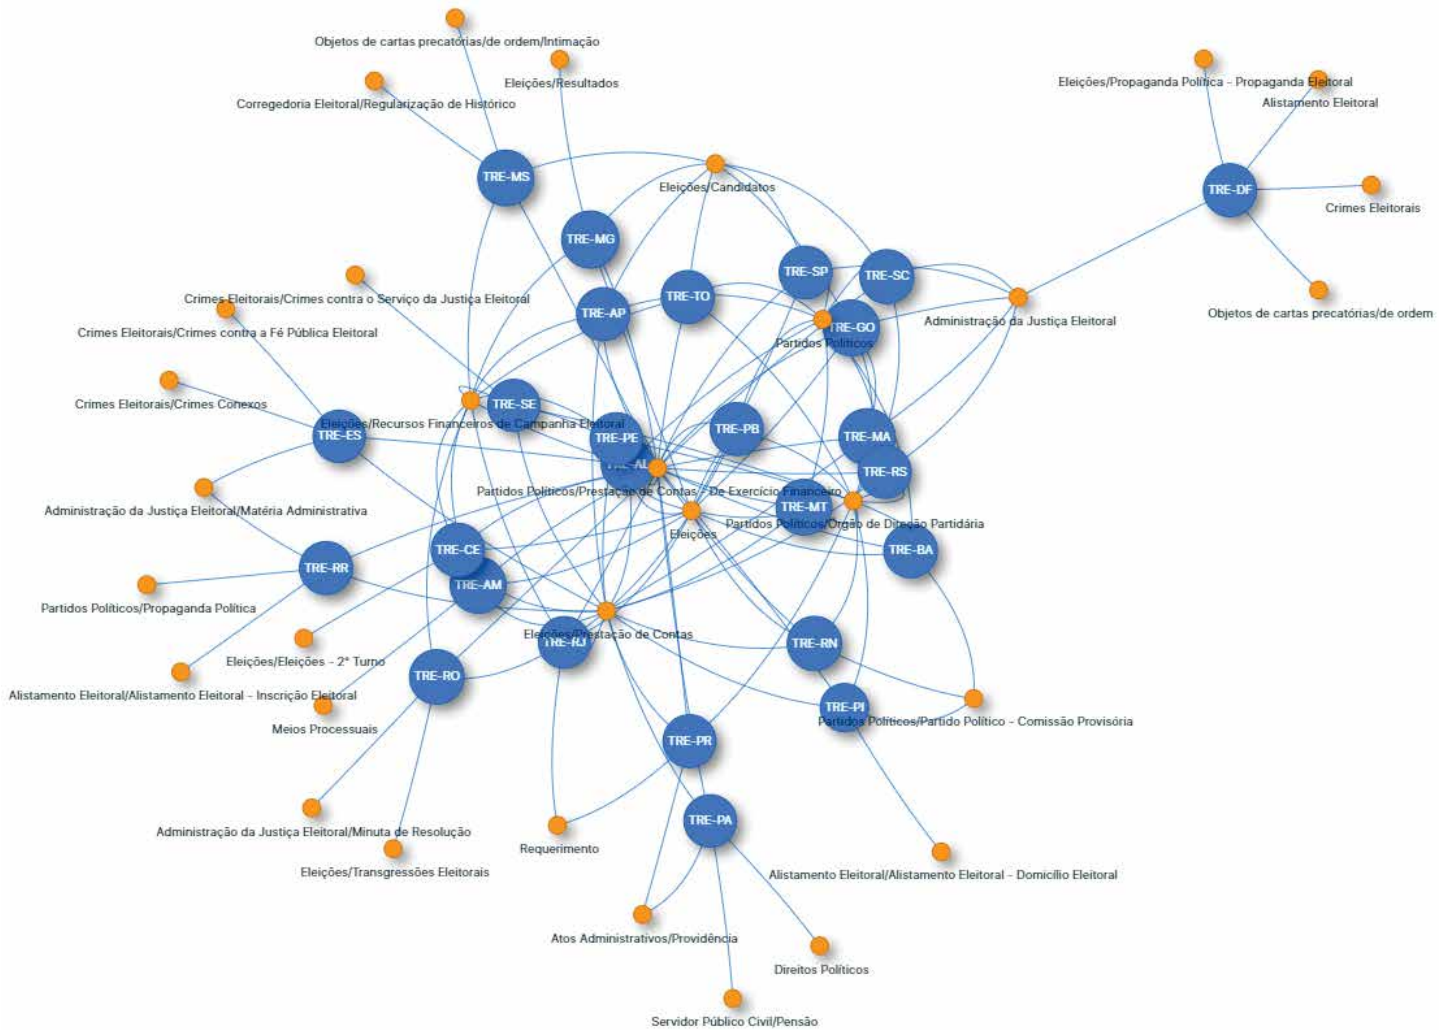 Objetos de cartas precatórias/de ordem/Intimação
Eleições/Resultados
Eleições/Propaganda Política - Propaganda Eleitoral
Alistamento Eleitoral
Corregedoria Eleitoral/Regularização de Histórico
TRE-MS
Eleições/Candidatos
TRE-DF
Crimes Eleitorais
TRE-MG
TRE-SP
TRE-SC
Crimes Eleitorais/Crimes contra o Serviço da Justiça Eleitoral
TRE-TO
TRE-AP
Administração da Justiça Eleitoral
Objetos de cartas precatórias/de ordem
Crimes Eleitorais/Crimes contra a Fé Pública Eleitoral
TRE-GO
Partidos Políticos
Crimes Eleitorais/Crimes Conexos
TRE-SE
Eleições/Recursos Financeiros de Campanha Eleitoral
TRE-ES
TRE-PE
TRE-PB
TRE-MA
TRE-AL
TRE-RS
Partidos Políticos/Prestação de Contas - De Exercício Financeiro
Administração da Justiça Eleitoral/Matéria Administrativa
TRE-MT
Partidos Políticos/Órgão de Direção Partidária
Eleições
TRE-CE
TRE-BA
TRE-RR
TRE-AM
Partidos Políticos/Propaganda Política
Eleições/Prestação de Contas
TRE-RJ
TRE-RN
Eleições/Eleições - 2° Turno
TRE-RO
Alistamento Eleitoral/Alistamento Eleitoral - Inscrição Eleitoral
TRE-PI
Partidos Políticos/Partido Político - Comissão Provisória
Meios Processuais
TRE-PR
TRE-PA
Administração da Justiça Eleitoral/Minuta de Resolução
Requerimento
Eleições/Transgressões Eleitorais
Alistamento Eleitoral/Alistamento Eleitoral - Domicílio Eleitoral
Atos Administrativos/Providência
Direitos Políticos
Servidor Público Civil/Pensão